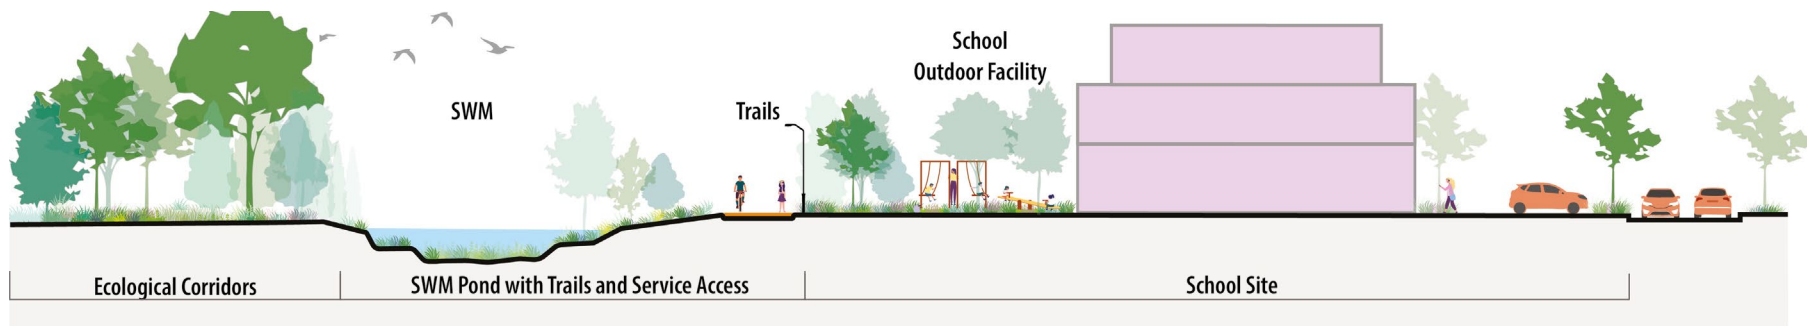 School
Outdoor Facility
SWM
Trails
Ecological Corridors
SWM Pond with Trails and Service Access
School Site